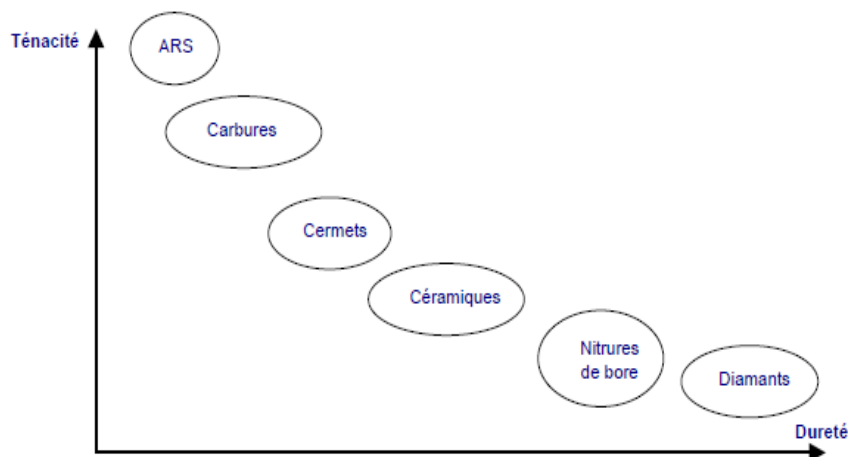 Ténacité
ARS
Carbures
Cermets
Céramiques
Nitrures
de bore
Diamants
Dureté